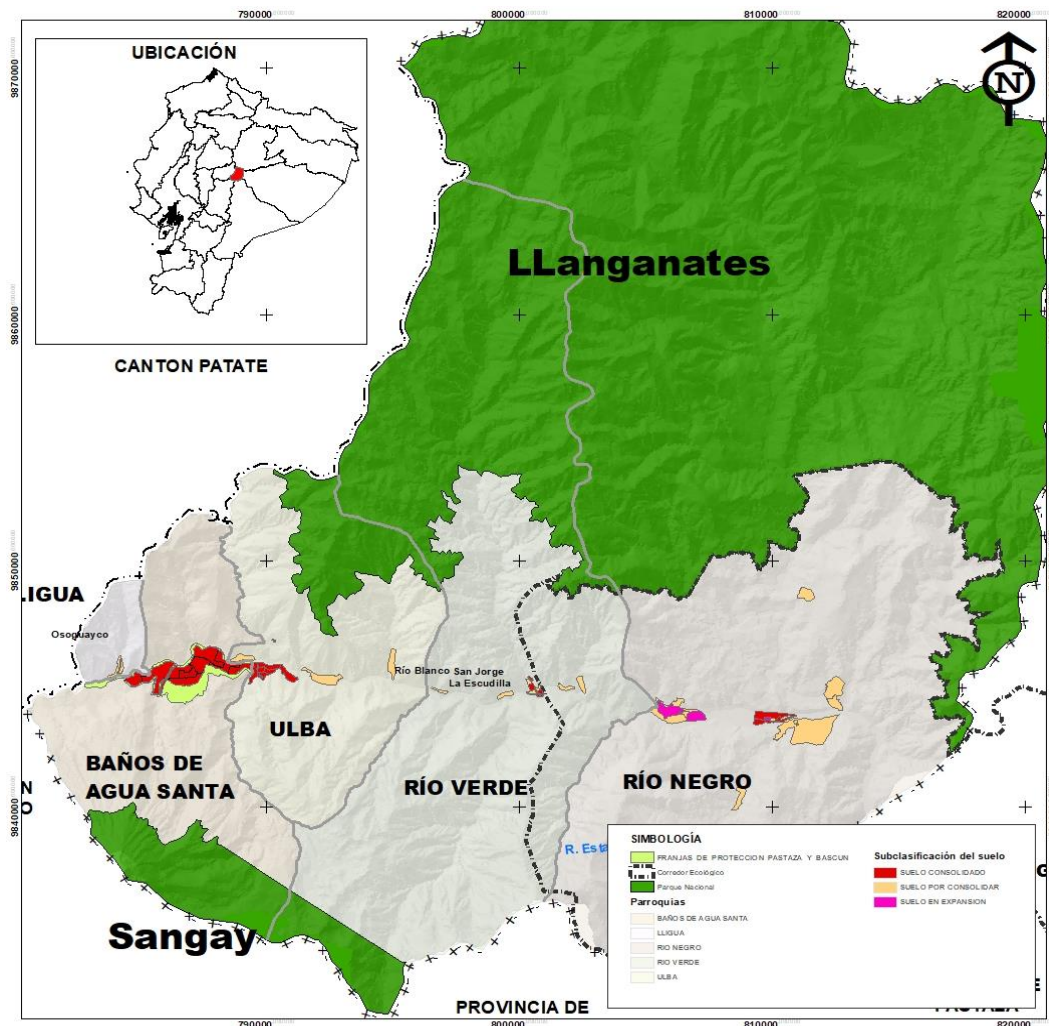 790000
800000
810000
820000
UBICACIÓN
N
9870000
LLanganates
9860000
CANTON PATATE
9850000
.IGUA
Osoguayco
Río Blanco
San Jorge
La Escudilla
ULBA
BAÑOS DE
AGUA SANTA
RÍO VERDE
RÍO NEGRO
N
O
9840000
R. Esta
SIMBOLOGÍA
FRANJAS DE PROTECCION PASTAZA Y BASCUN
Corredor Ecológico
Parque Nacional
Parroquias
BAÑOS DE AGUA SANTA
LLIGUA
RIO NEGRO
RIO VERDE
ULBA
Subclasificación del suelo
SUELO CONSOLIDADO
SUELO POR CONSOLIDAR
SUELO EN EXPANSION
Sangay
PROVINCIA DE
790000
800000
810000
820000